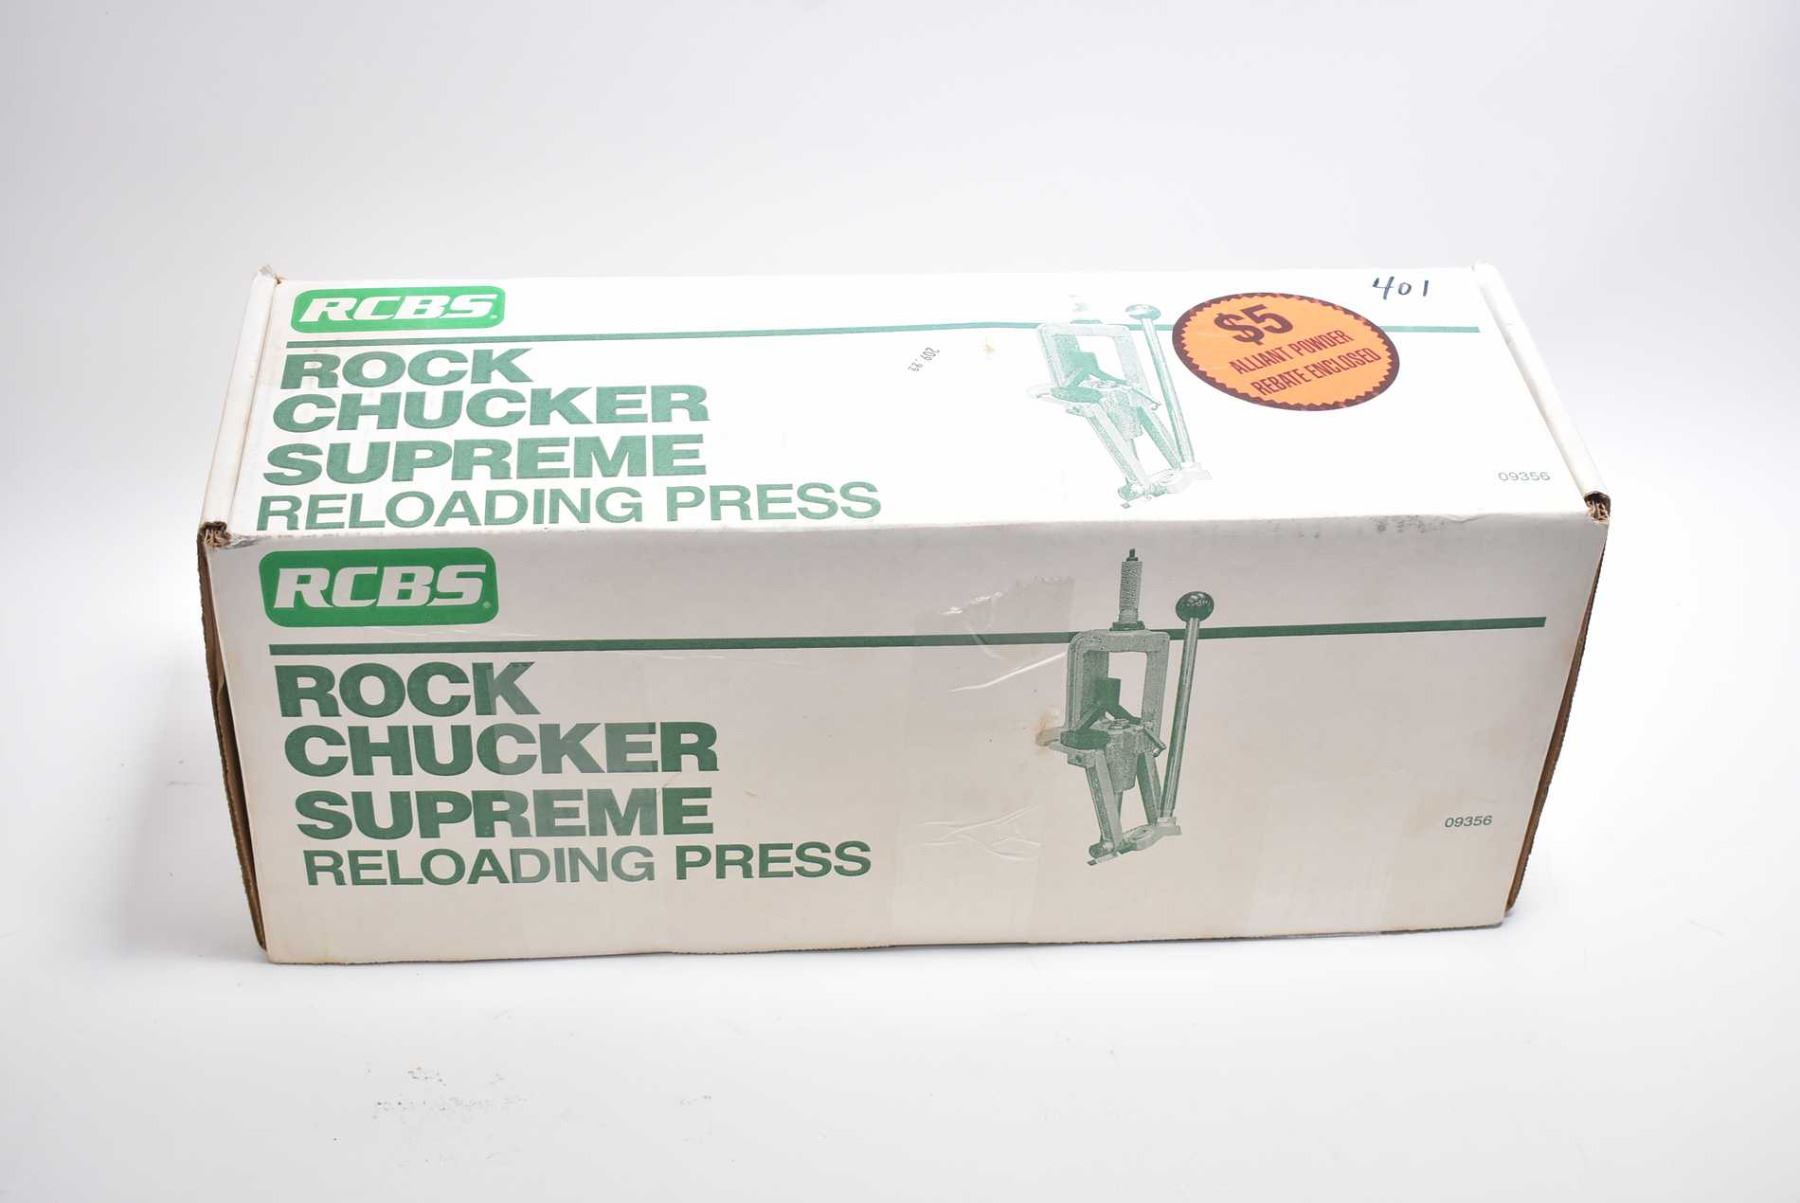 RCBS
ROCK
CHUCKER
SUPREME
RELOADING PRESS
$5
ALLIANT POWDER
REBATE ENCLOSED
401
09356
RCBS
ROCK
CHUCKER
SUPREME
RELOADING PRESS
09356